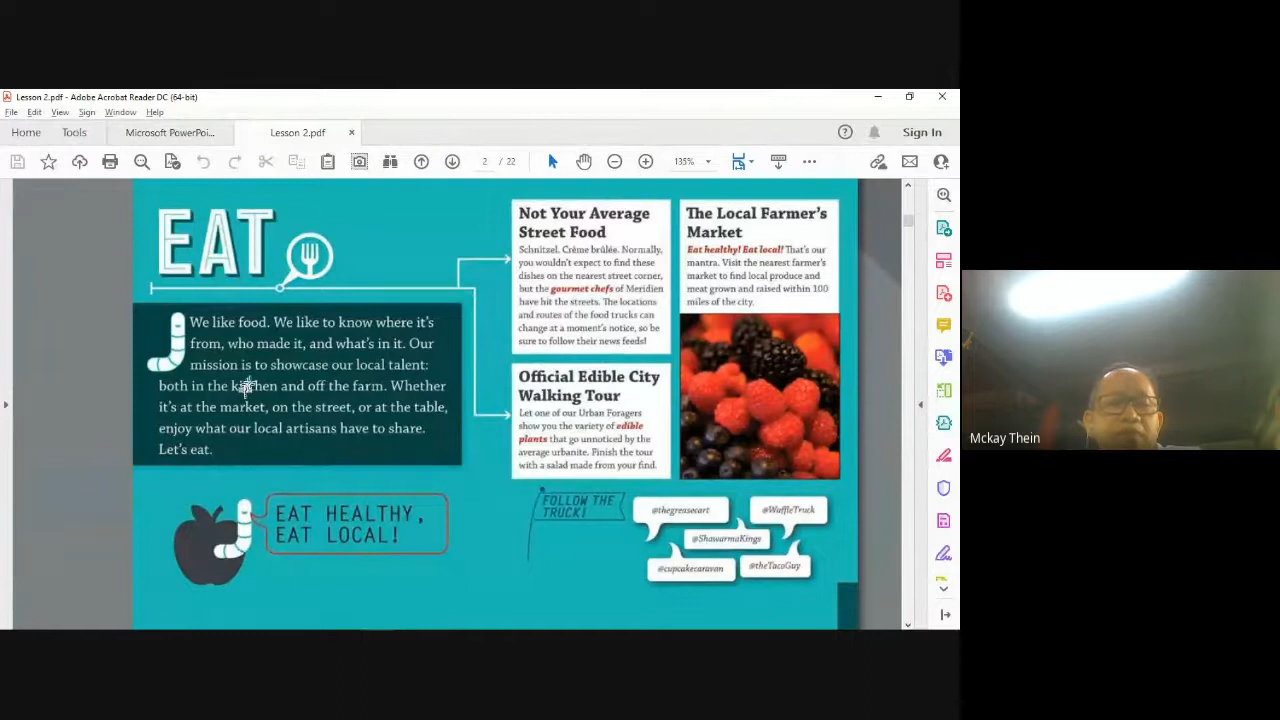 Lesson 2.pdf - Adobe Acrobat Reader DC (64-bit)
File Edit View Sign Window Help
Home Tools Microsoft PowerPoi... Lesson 2.pdf × Sign In
2 / 22 135%
EAT
We like food. We like to know where it's
from, who made it, and what's in it. Our
mission is to showcase our local talent:
both in the kitchen and off the farm. Whether
it's at the market, on the street, or at the table,
enjoy what our local artisans have to share.
Let's eat.
EAT HEALTHY,
EAT LOCAL!
Not Your Average
Street Food
Schnitzel. Crème brûlée. Normally,
you wouldn't expect to find these
dishes on the nearest street corner,
but the gourmet chefs of Meridien
have hit the streets. The locations
and routes of the food trucks can
change at a moment's notice, so be
sure to follow their news feeds!
Official Edible City
Walking Tour
Let one of our Urban Foragers
show you the variety of edible
plants that go unnoticed by the
average urbanite. Finish the tour
with a salad made from your find.
The Local Farmer's
Market
Eat healthy! Eat local! That's our
mantra. Visit the nearest farmer's
market to find local produce and
meat grown and raised within 100
miles of the city.
FOLLOW THE
TRUCK!
@thegreasecart
@WaffleTruck
@ShawarmaKings
@cupcakecaravan
@theTacoGuy
Mckay Thein